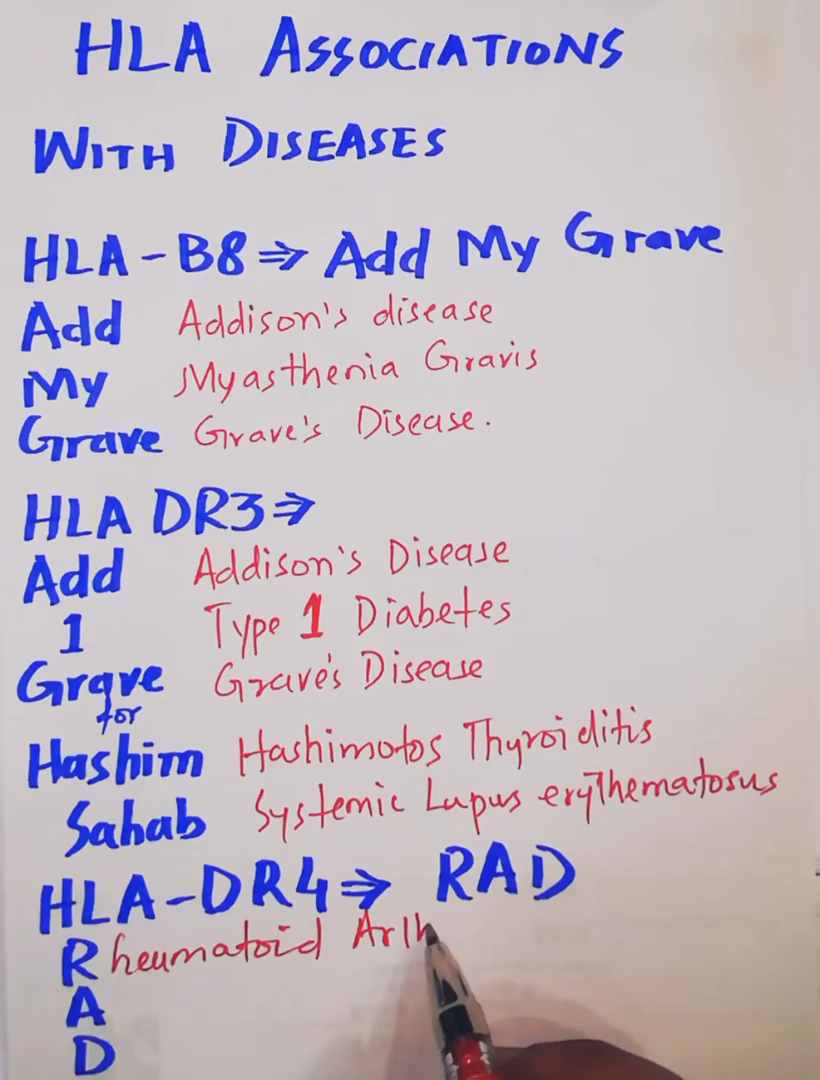 HLA ASSOCIATIONS
WITH DISEASES
HLA-B8⇒ Add My Grave
Add Addison's disease
My Myasthenia Gravis
Grave Grave's Disease.
HLA DR3⇒
Add Addison's Disease
1 Type 1 Diabetes
Grave Grave's Disease
for
Hashim Hashimotos Thyroiditis
Sahab Systemic Lupus erythematosus
HLA-DR4⇒ RAD
Rheumatoid Arth
A
D